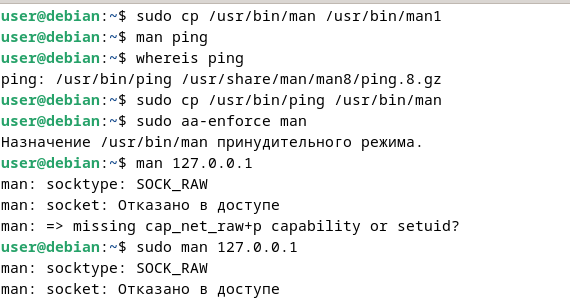 user@debian:~$ sudo cp /usr/bin/man /usr/bin/man1
user@debian:~$ man ping
user@debian:~$ whereis ping
ping: /usr/bin/ping /usr/share/man/man8/ping.8.gz
user@debian:~$ sudo cp /usr/bin/ping /usr/bin/man
user@debian:~$ sudo aa-enforce man
Назначение /usr/bin/man принудительного режима.
user@debian:~$ man 127.0.0.1
man: socktype: SOCK_RAW
man: socket: Отказано в доступе
man: => missing cap_net_raw+p capability or setuid?
user@debian:~$ sudo man 127.0.0.1
man: socktype: SOCK_RAW
man: socket: Отказано в доступе